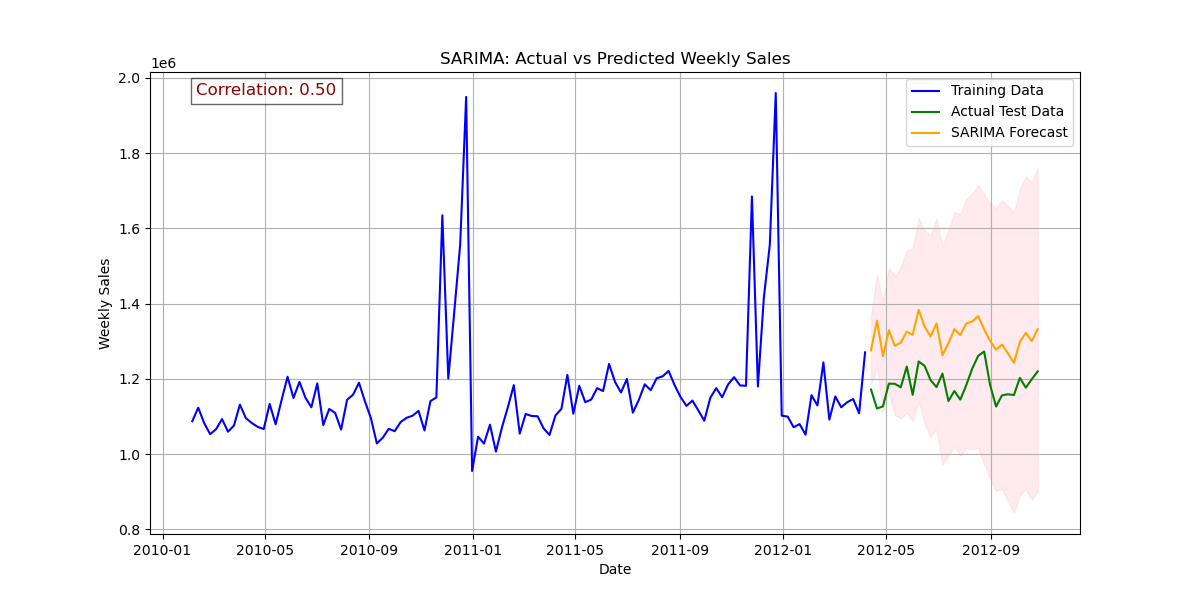 SARIMA: Actual vs Predicted Weekly Sales
1e6
Correlation: 0.50
Training Data
Actual Test Data
SARIMA Forecast
2.0
1.8
1.6
1.4
1.2
1.0
0.8
Weekly Sales
2010-01 2010-05 2010-09 2011-01 2011-05 2011-09 2012-01 2012-05 2012-09
Date